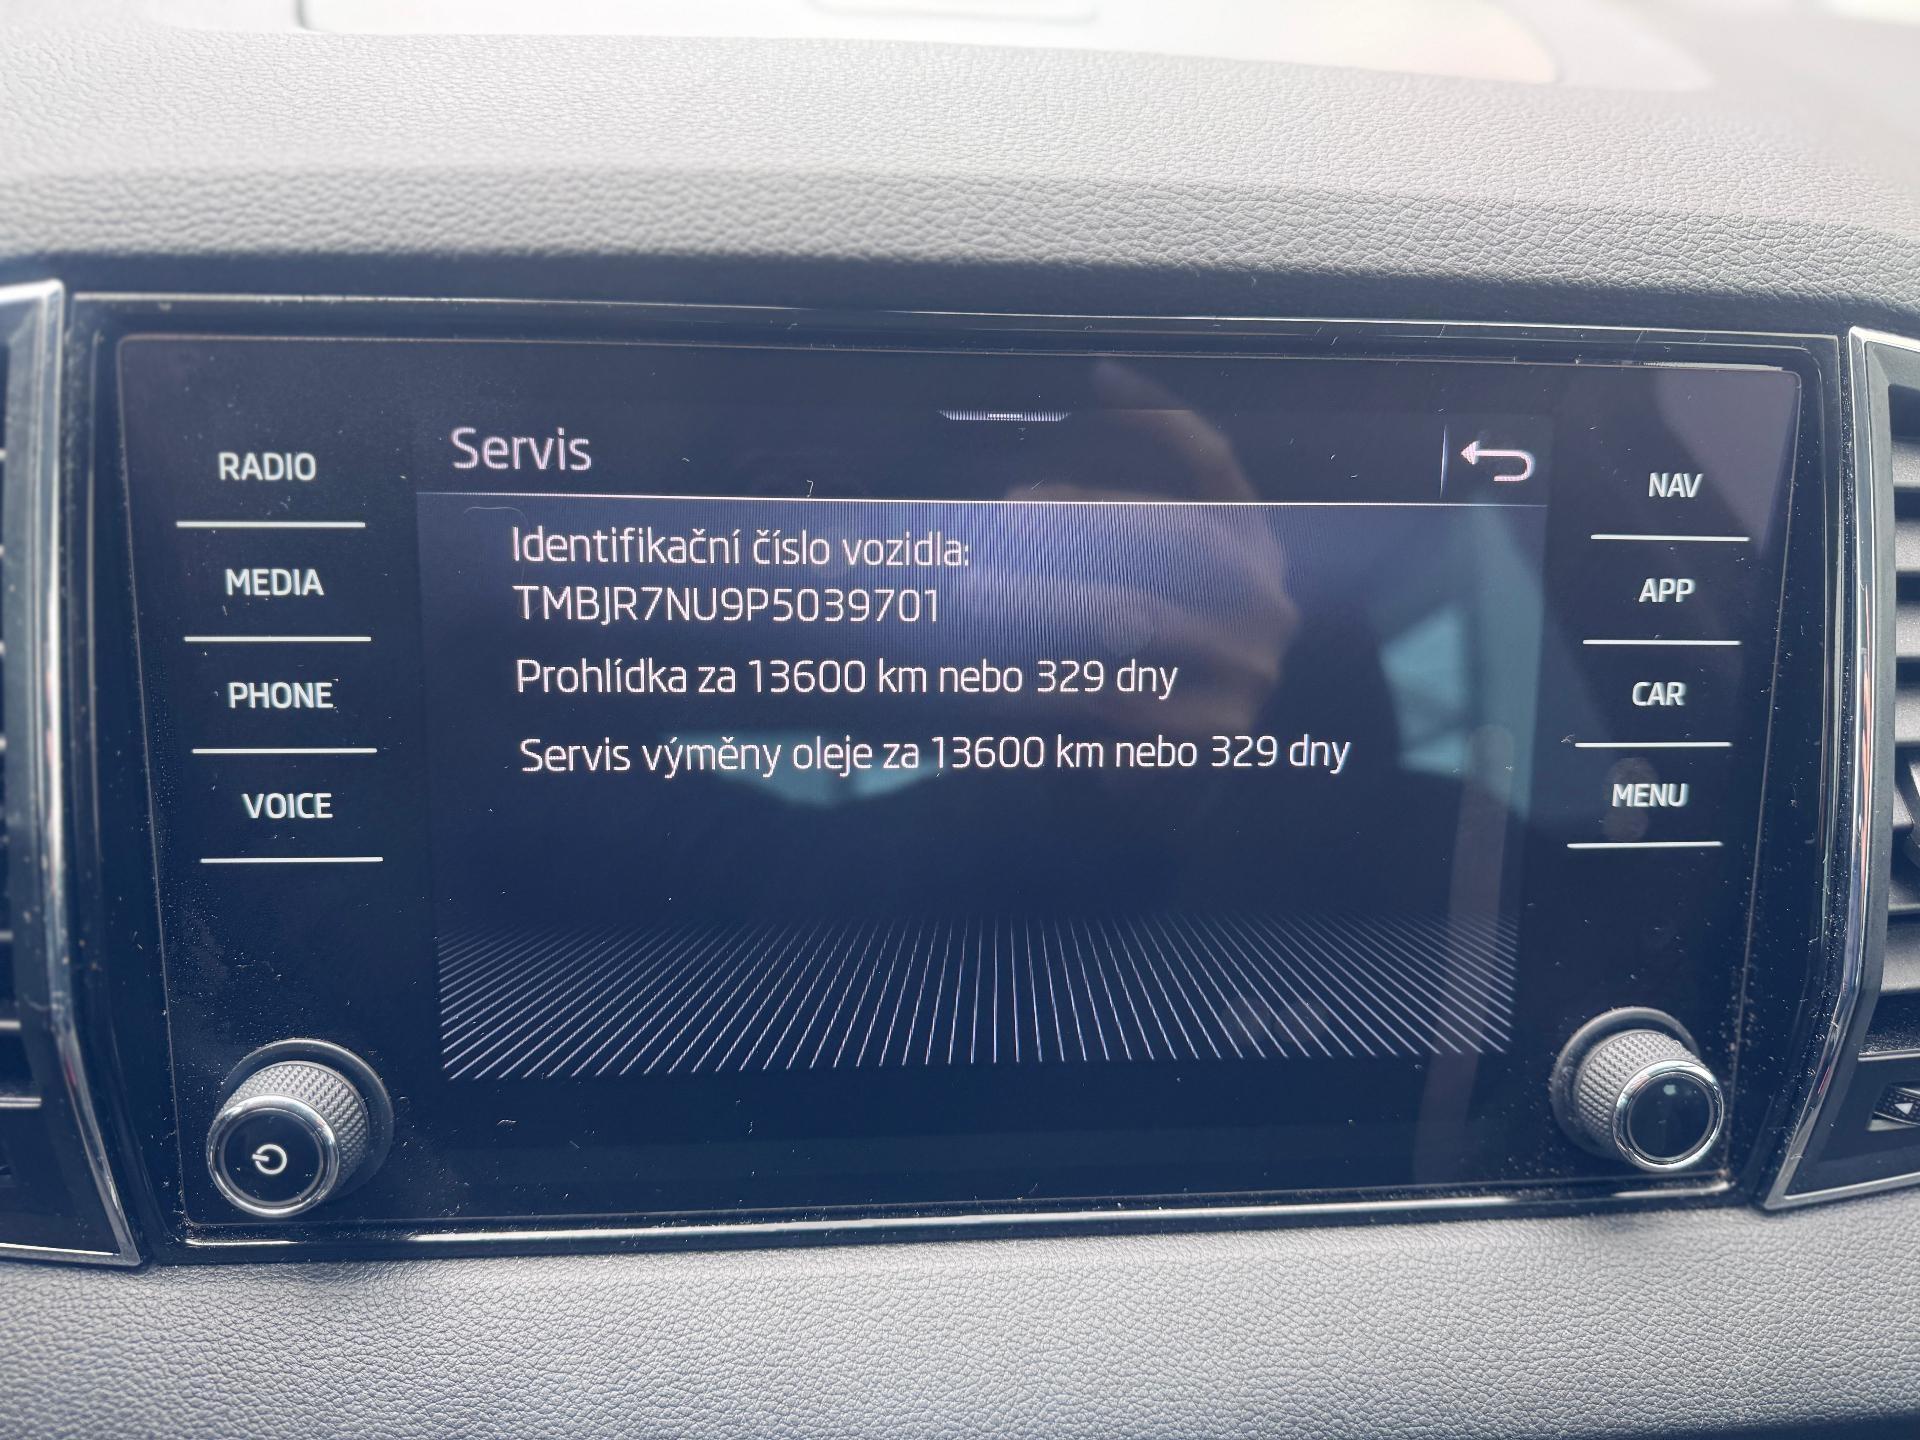 Servis
RADIO
MEDIA
PHONE
VOICE
Identifikační číslo vozidla:
TMBJR7NU9P5039701
Prohlídka za 13600 km nebo 329 dny
Servis výměny oleje za 13600 km nebo 329 dny
NAV
APP
CAR
MENU